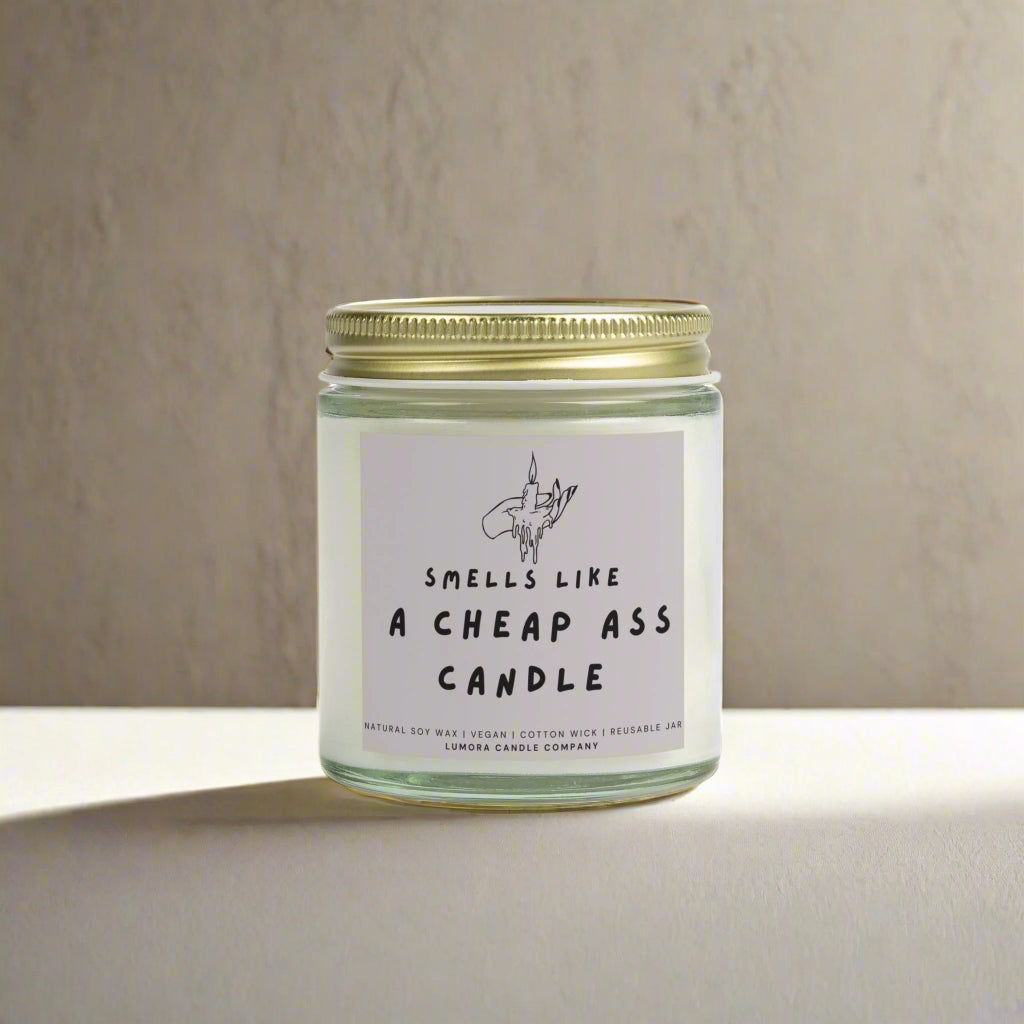 SMELLS LIKE
A CHEAP ASS
CANDLE
NATURAL SOY WAX | VEGAN | COTTON WICK | REUSABLE JAR
LUMORA CANDLE COMPANY